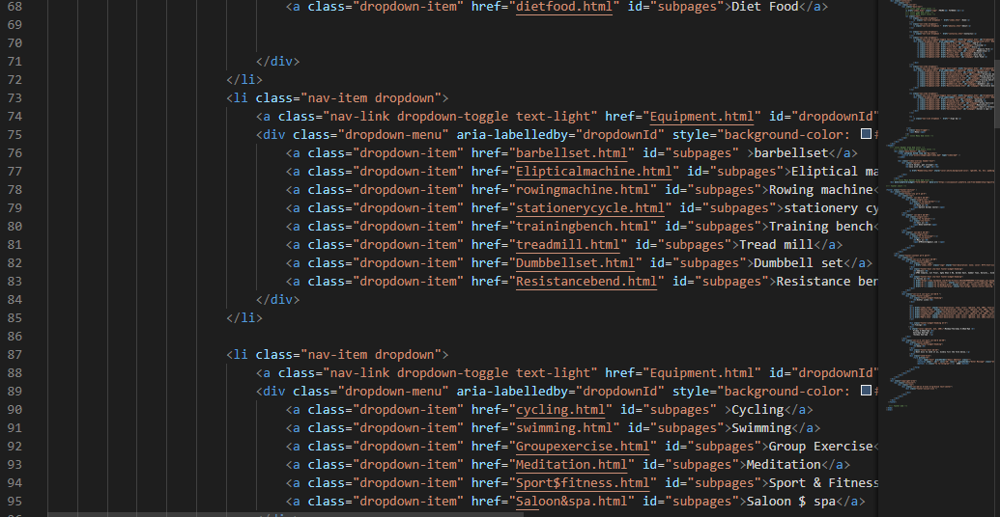 68 <a class="dropdown-item" href="dietfood.html" id="subpages">Diet Food</a>
69
70
71 </div>
72 </li>
73 <li class="nav-item dropdown">
74 <a class="nav-link dropdown-toggle text-light" href="Equipment.html" id="dropdownId"
75 <div class="dropdown-menu" aria-labelledby="dropdownId" style="background-color: #
76 <a class="dropdown-item" href="barbellset.html" id="subpages" >barbellset</a>
77 <a class="dropdown-item" href="Elipticalmachine.html" id="subpages">Eliptical ma
78 <a class="dropdown-item" href="rowingmachine.html" id="subpages">Rowing machine<
79 <a class="dropdown-item" href="stationerycycle.html" id="subpages">stationery cy
80 <a class="dropdown-item" href="trainingbench.html" id="subpages">Training bench<
81 <a class="dropdown-item" href="treadmill.html" id="subpages">Tread mill</a>
82 <a class="dropdown-item" href="Dumbbellset.html" id="subpages">Dumbbell set</a>
83 <a class="dropdown-item" href="Resistancebend.html" id="subpages">Resistance ben
84 </div>
85 </li>
86
87 <li class="nav-item dropdown">
88 <a class="nav-link dropdown-toggle text-light" href="Equipment.html" id="dropdownId"
89 <div class="dropdown-menu" aria-labelledby="dropdownId" style="background-color: #
90 <a class="dropdown-item" href="cycling.html" id="subpages" >Cycling</a>
91 <a class="dropdown-item" href="swimming.html" id="subpages">Swimming</a>
92 <a class="dropdown-item" href="Groupexercise.html" id="subpages">Group Exercise<
93 <a class="dropdown-item" href="Meditation.html" id="subpages">Meditation</a>
94 <a class="dropdown-item" href="Sport$fitness.html" id="subpages">Sport & Fitness
95 <a class="dropdown-item" href="Saloon&spa.html" id="subpages">Saloon $ spa</a>